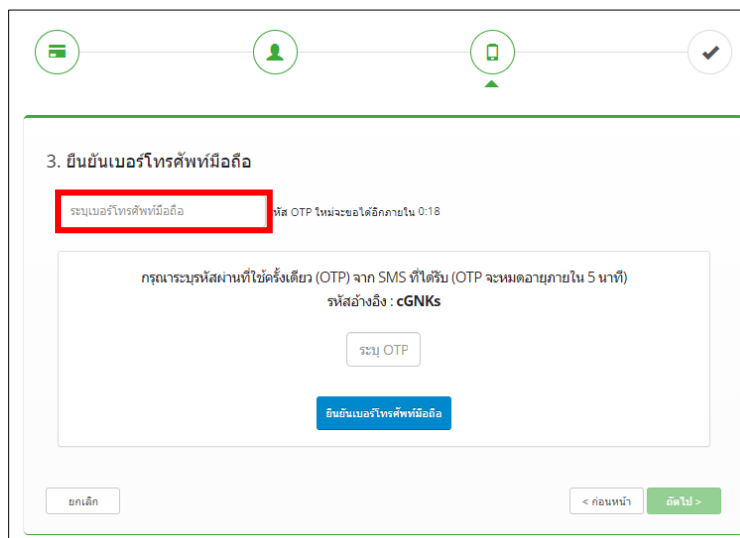 3. ยืนยันเบอร์โทรศัพท์มือถือ
ระบุเบอร์โทรศัพท์มือถือ
หัส OTP ใหม่จะขอได้อีกภายใน 0:18
กรุณาระบุรหัสผ่านที่ใช้ครั้งเดียว (OTP) จาก SMS ที่ได้รับ (OTP จะหมดอายุภายใน 5 นาที)
รหัสอ้างอิง : cGNKs
ระบุ OTP
ยืนยันเบอร์โทรศัพท์มือถือ
ยกเลิก
< ก่อนหน้า
ถัดไป >